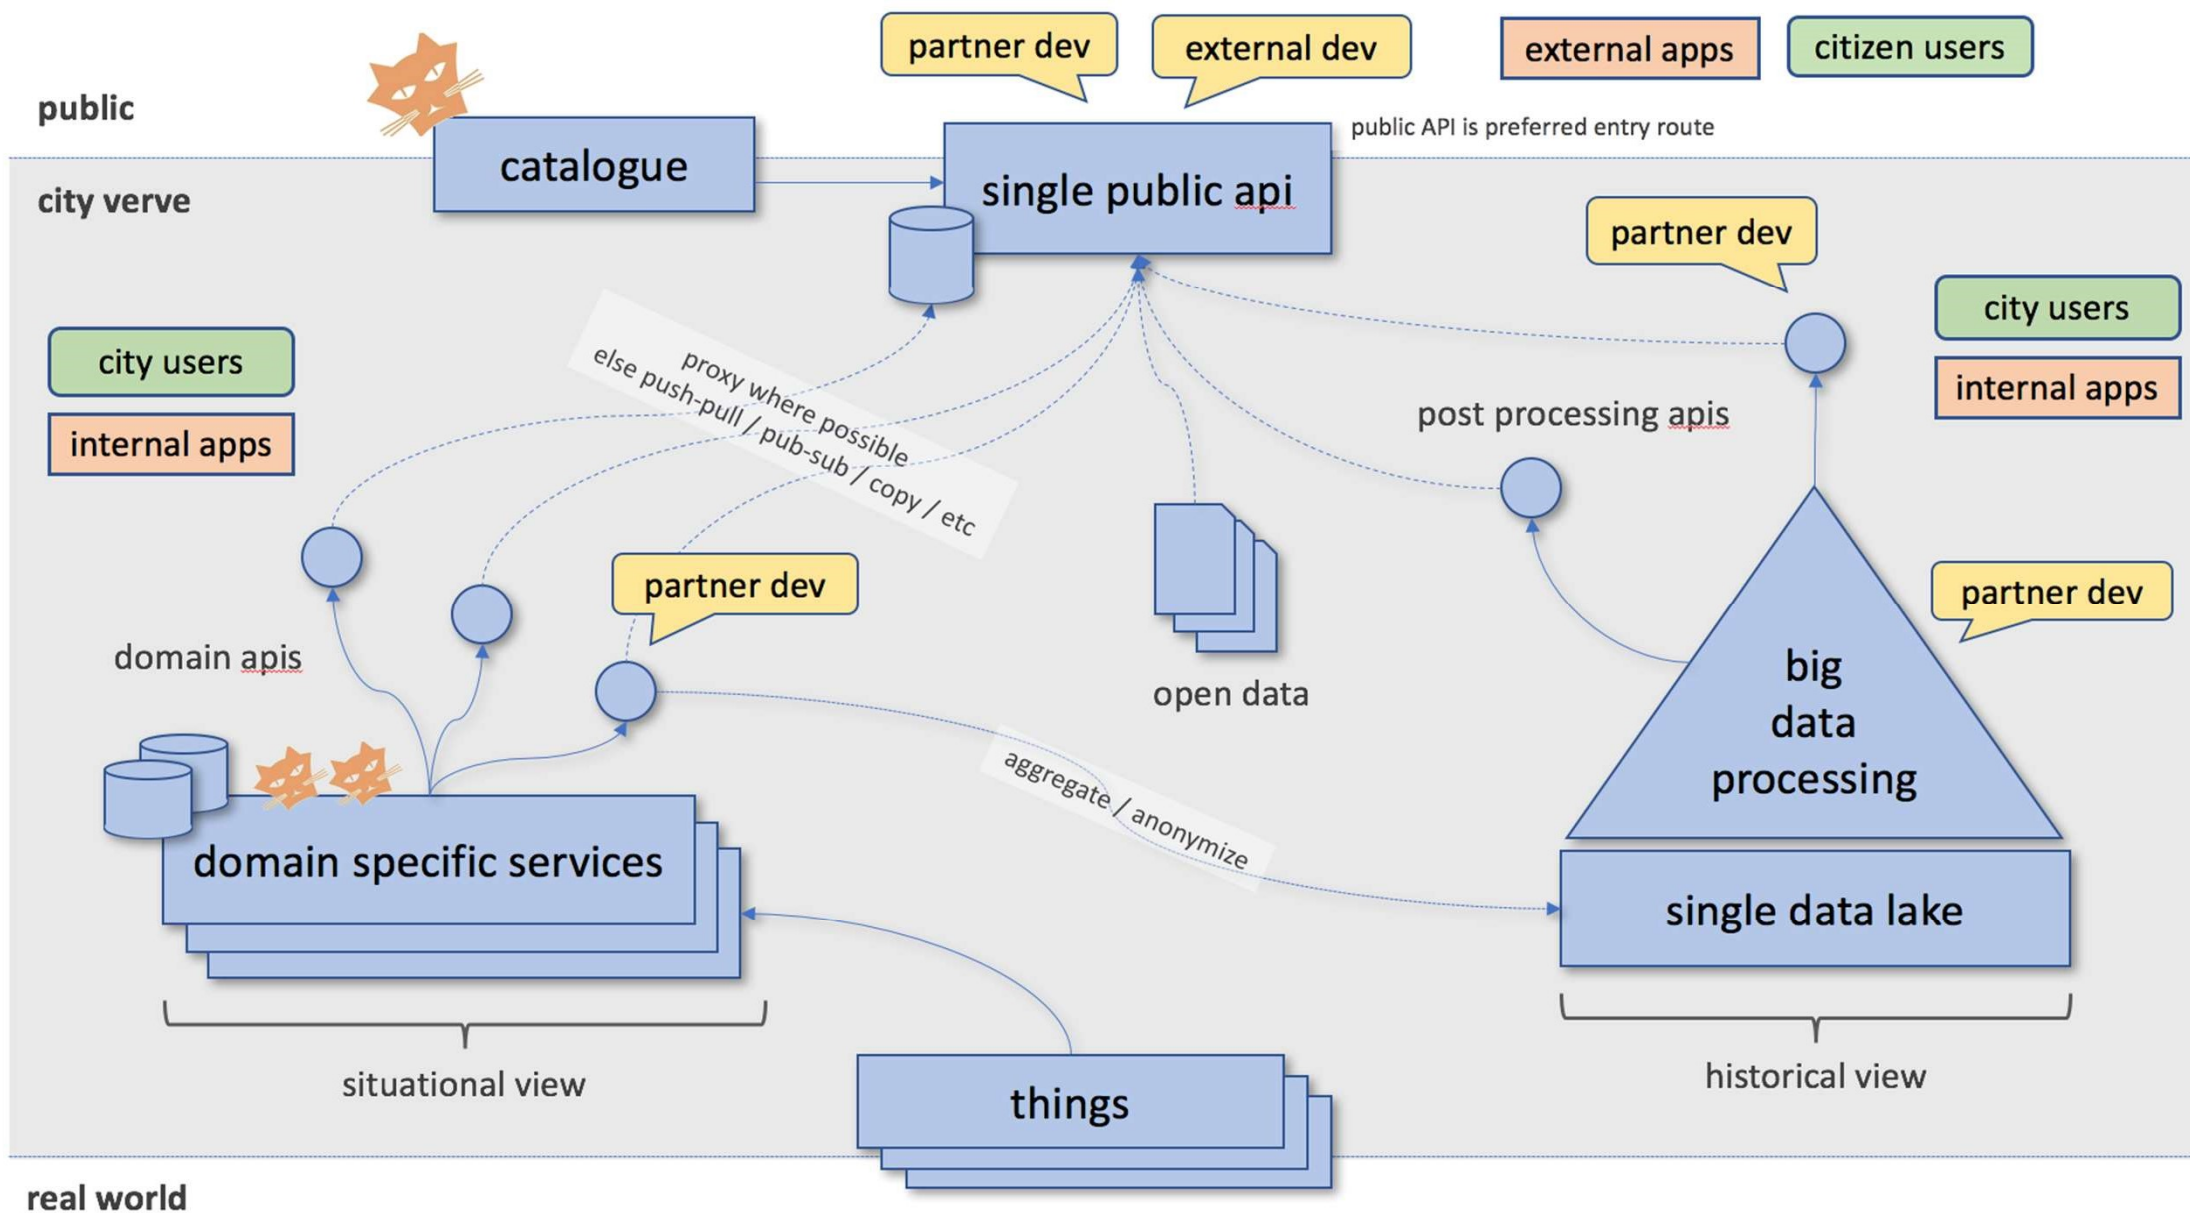 partner dev
external dev
external apps
citizen users
public
public API is preferred entry route
catalogue
single public api
city verve
partner dev
city users
internal apps
city users
internal apps
proxy where possible
else push-pull / pub-sub / copy / etc
post processing apis
partner dev
partner dev
domain apis
open data
big
data
processing
aggregate / anonymize
domain specific services
single data lake
situational view
historical view
things
real world